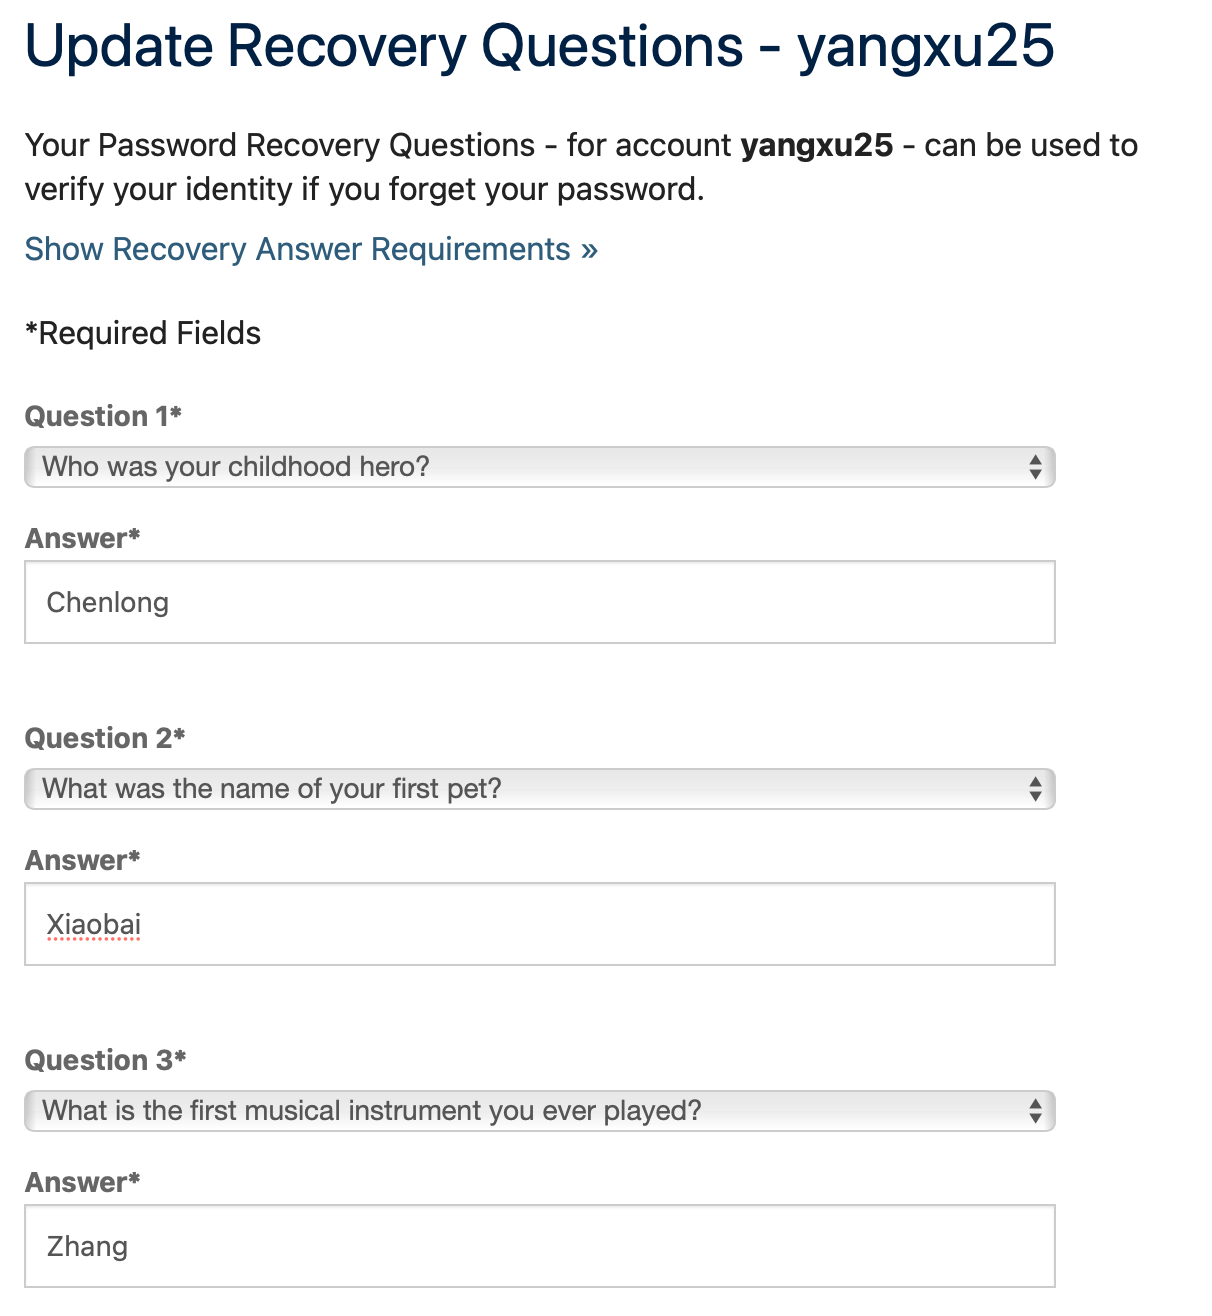 Update Recovery Questions - yangxu25
Your Password Recovery Questions - for account yangxu25 - can be used to
verify your identity if you forget your password.
Show Recovery Answer Requirements »
*Required Fields
Question 1*
Who was your childhood hero?
Answer*
Chenlong
Question 2*
What was the name of your first pet?
Answer*
Xiaobai
Question 3*
What is the first musical instrument you ever played?
Answer*
Zhang